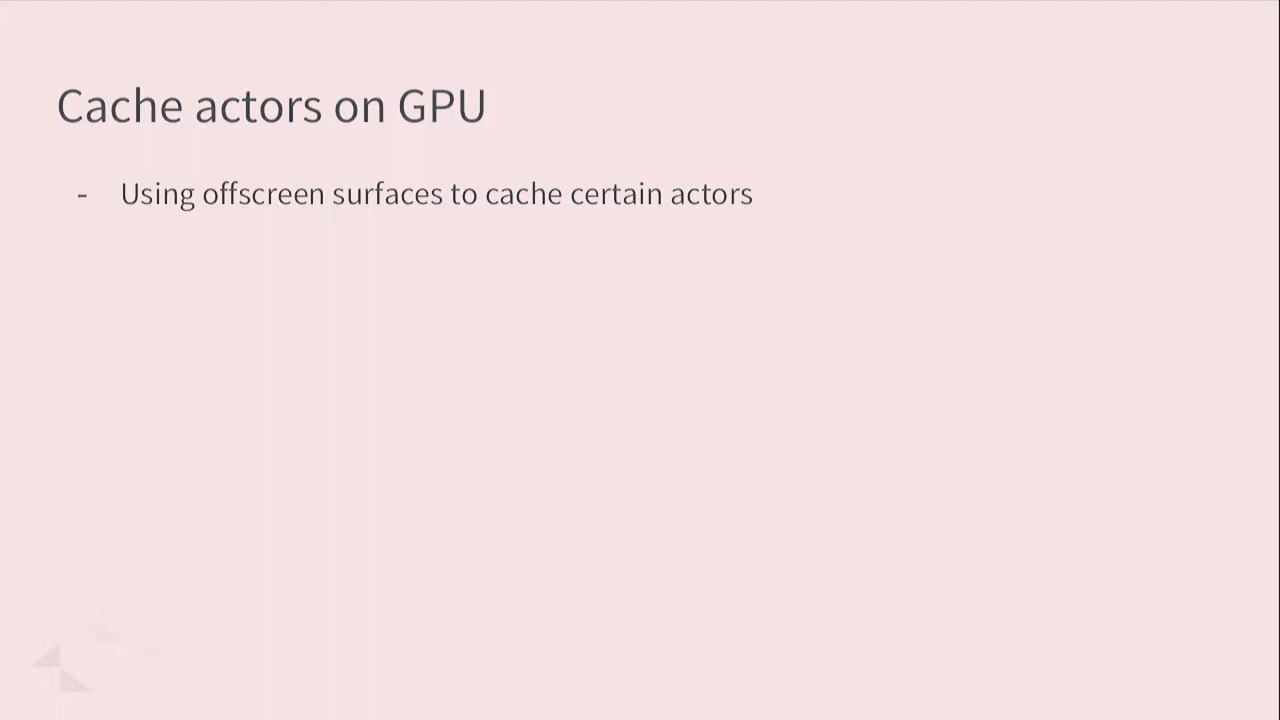 Cache actors on GPU
- Using offscreen surfaces to cache certain actors